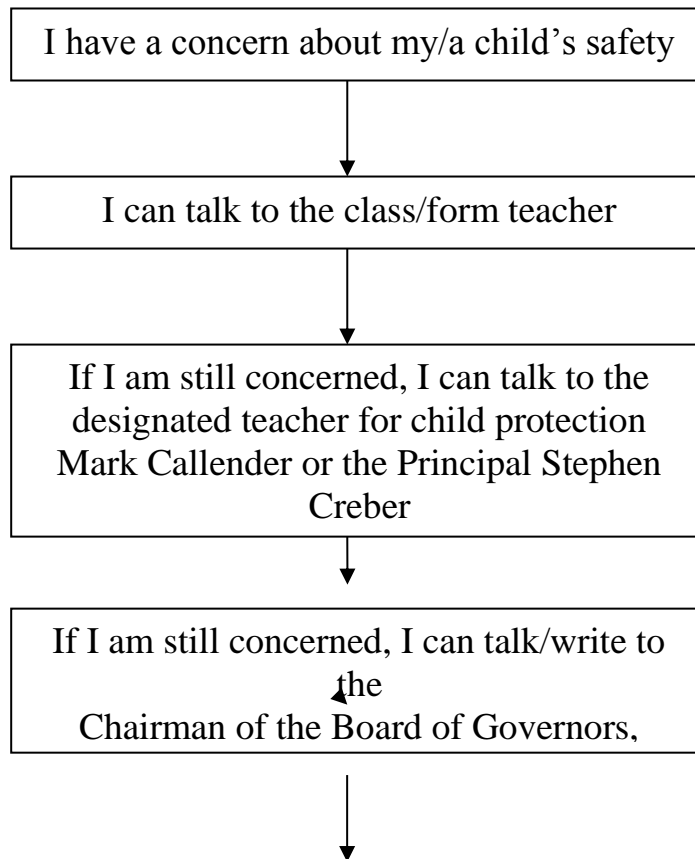 I have a concern about my/a child’s safety
I can talk to the class/form teacher
If I am still concerned, I can talk to the
designated teacher for child protection
Mark Callender or the Principal Stephen
Creber
If I am still concerned, I can talk/write to
the
Chairman of the Board of Governors,